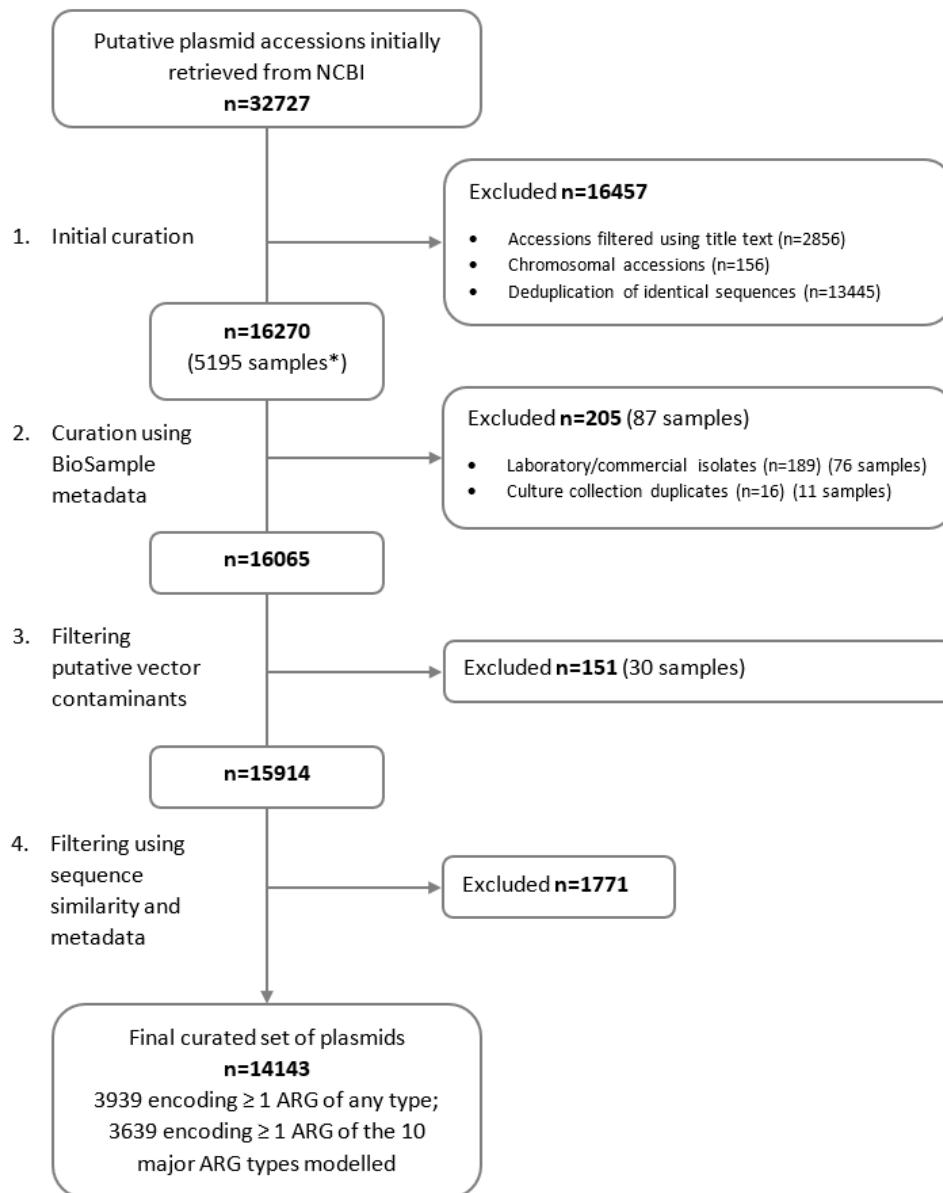 Putative plasmid accessions initially
retrieved from NCBI
n=32727
Excluded n=16457
1. Initial curation
• Accessions filtered using title text (n=2856)
• Chromosomal accessions (n=156)
• Deduplication of identical sequences (n=13445)
n=16270
(5195 samples*)
Excluded n=205 (87 samples)
2. Curation using
BioSample
metadata
• Laboratory/commercial isolates (n=189) (76 samples)
• Culture collection duplicates (n=16) (11 samples)
n=16065
3. Filtering
putative vector
contaminants
Excluded n=151 (30 samples)
n=15914
4. Filtering using
sequence
similarity and
metadata
Excluded n=1771
Final curated set of plasmids
n=14143
3939 encoding ≥ 1 ARG of any type;
3639 encoding ≥ 1 ARG of the 10
major ARG types modelled